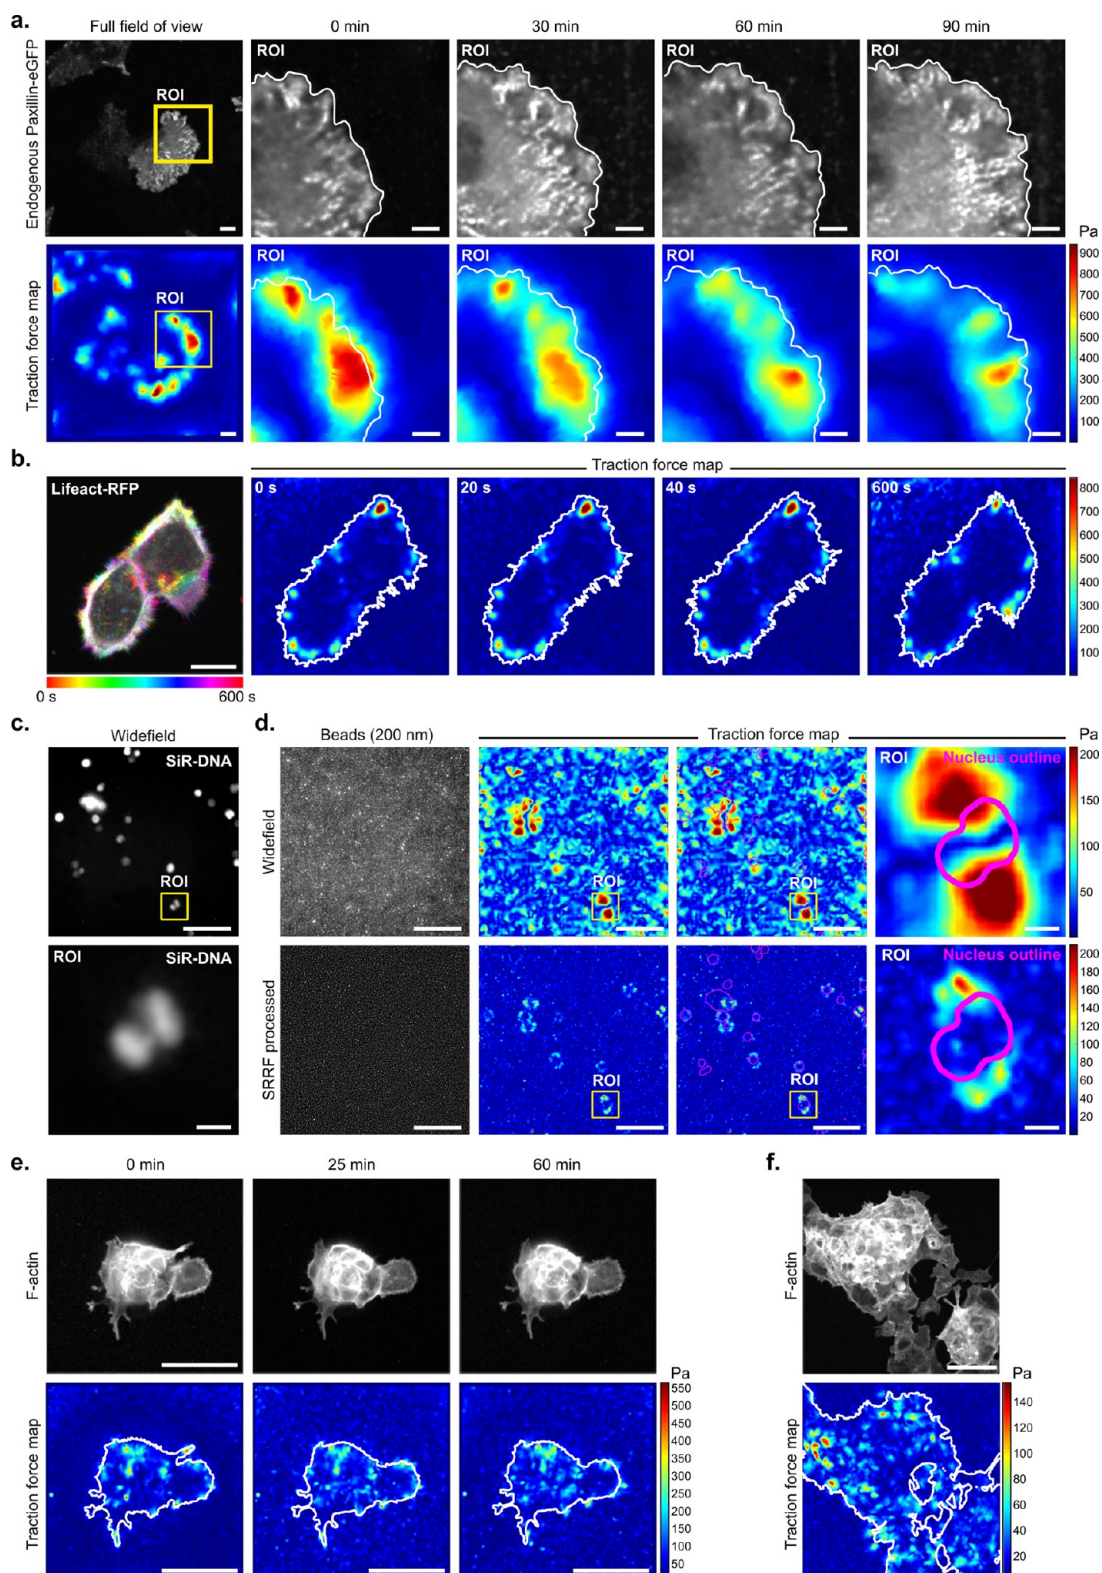 a.
Full field of view
0 min
30 min
60 min
90 min
Endogenous Paxillin-eGFP
ROI
ROI
ROI
ROI
ROI
Pa
Traction force map
ROI
ROI
ROI
ROI
ROI
900
800
700
600
500
400
300
200
100
b.
Traction force map
Lifeact-RFP
0 s
20 s
40 s
600 s
800
700
600
500
400
300
200
100
0 s
600 s
c.
Widefield
SiR-DNA
ROI
ROI
SiR-DNA
d.
Beads (200 nm)
Traction force map
Pa
Widefield
ROI
ROI
ROI
Nucleus outline
200
150
100
50
SRRF processed
ROI
ROI
ROI
Nucleus outline
200
180
160
140
120
100
80
60
40
20
e.
0 min
25 min
60 min
F-actin
Pa
Traction force map
550
500
450
400
350
300
250
200
150
100
50
f.
F-actin
Pa
Traction force map
140
120
100
80
60
40
20